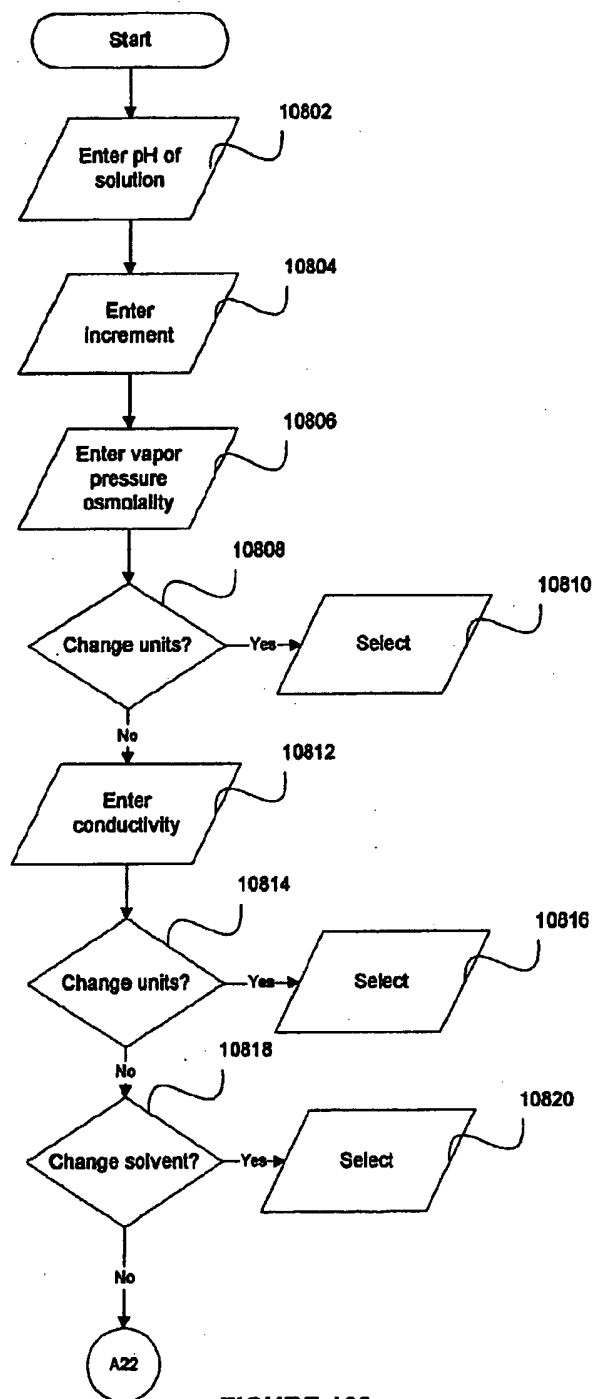 Start
10802
Enter pH of
solution
10804
Enter
increment
10806
Enter vapor
pressure
osmolality
10808
Change units?
Yes
10810
Select
No
10812
Enter
conductivity
10814
Change units?
Yes
10816
Select
No
10818
Change solvent?
Yes
10820
Select
No
A22